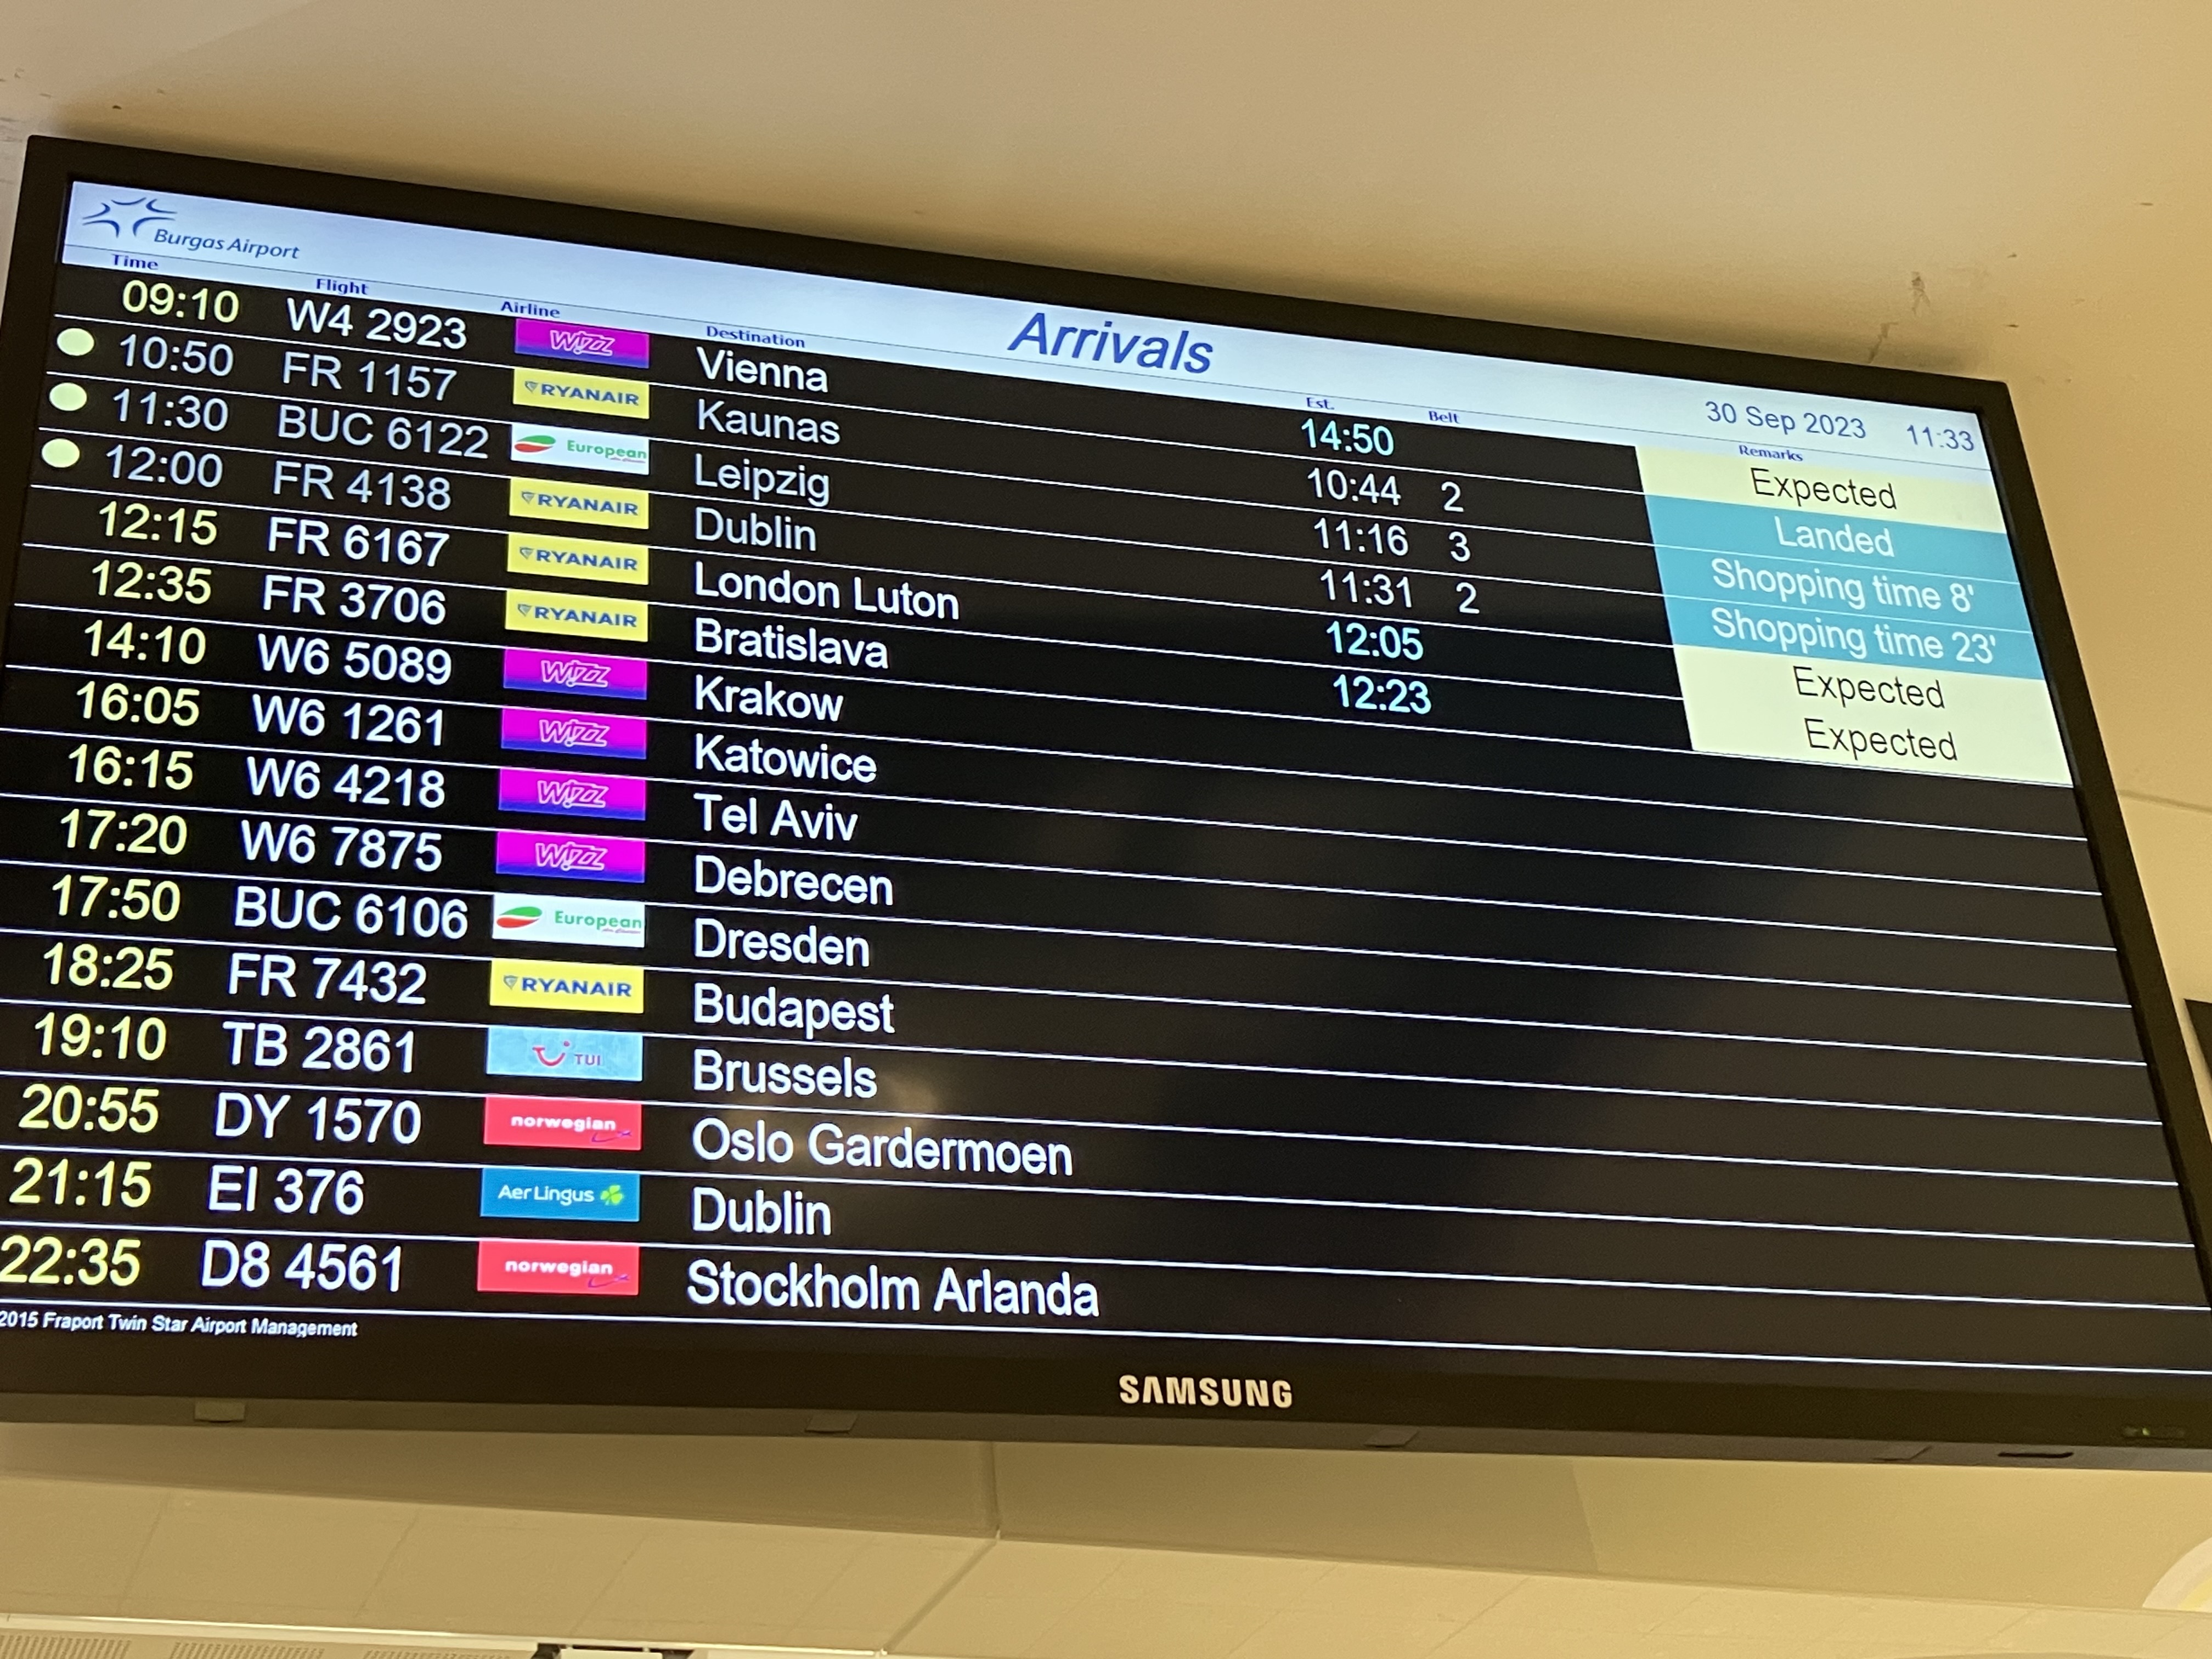 Burgas Airport
Arrivals
30 Sep 2023 11:33
Time Flight Airline Destination Est. Belt Remarks
09:10 W4 2923 WIZZ Vienna 14:50 Expected
10:50 FR 1157 RYANAIR Kaunas 10:44 2 Landed
11:30 BUC 6122 European Leipzig 11:16 3 Shopping time 8'
12:00 FR 4138 RYANAIR Dublin 11:31 2 Shopping time 23'
12:15 FR 6167 RYANAIR London Luton 12:05 Expected
12:35 FR 3706 RYANAIR Bratislava 12:23 Expected
14:10 W6 5089 WIZZ Krakow
16:05 W6 1261 WIZZ Katowice
16:15 W6 4218 WIZZ Tel Aviv
17:20 W6 7875 WIZZ Debrecen
17:50 BUC 6106 European Dresden
18:25 FR 7432 RYANAIR Budapest
19:10 TB 2861 TUI Brussels
20:55 DY 1570 norwegian Oslo Gardermoen
21:15 EI 376 Aer Lingus Dublin
22:35 D8 4561 norwegian Stockholm Arlanda
2015 Fraport Twin Star Airport Management
SAMSUNG